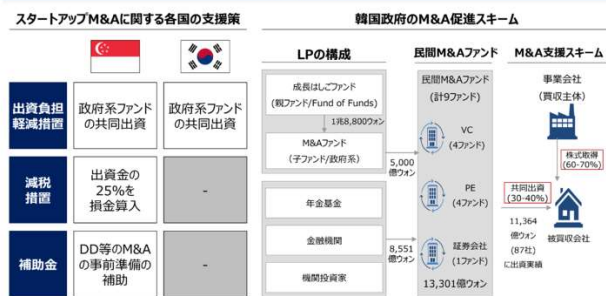 スタートアップM&Aに関する各国の支援策
出資負担
軽減措置
政府系ファンド
の共同出資
政府系ファンド
の共同出資
減税
措置
出資金の
25%を
損金算入
-
補助金
DD等のM&A
の事前準備の
補助
-
韓国政府のM&A促進スキーム
LPの構成
成長はしごファンド
(親ファンド/Fund of Funds)
1兆8,800ウォン
M&Aファンド
(子ファンド/政府系)
5,000
億ウォン
年金基金
金融機関
機関投資家
8,551
億ウォン
民間M&Aファンド
民間M&Aファンド
(計9ファンド)
VC
(4ファンド)
PE
(4ファンド)
証券会社
(1ファンド)
13,301億ウォン
M&A支援スキーム
事業会社
(買収主体)
株式取得
(60-70%)
共同出資
(30-40%)
11,364
億ウォン
(87社)
に出資実績
被買収会社